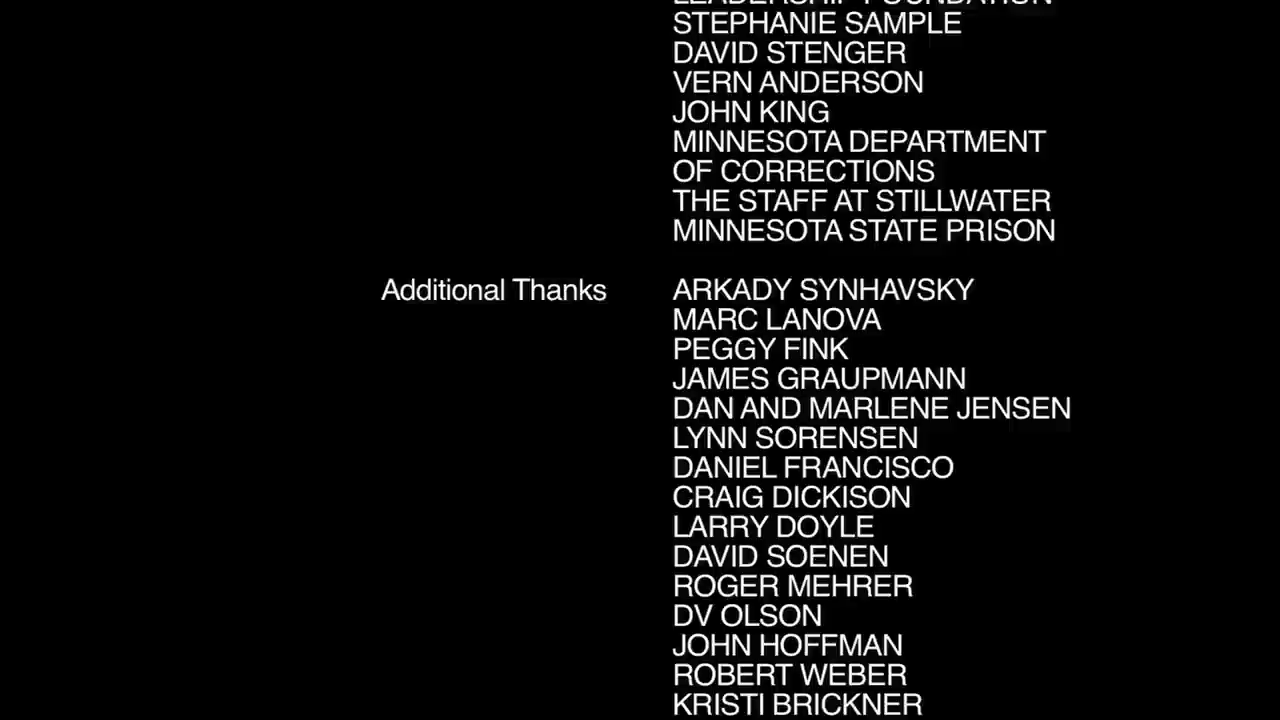 LEADERSHIP FOUNDATION
STEPHANIE SAMPLE
DAVID STENGER
VERN ANDERSON
JOHN KING
MINNESOTA DEPARTMENT
OF CORRECTIONS
THE STAFF AT STILLWATER
MINNESOTA STATE PRISON
Additional Thanks ARKADY SYNHAVSKY
MARC LANOVA
PEGGY FINK
JAMES GRAUPMANN
DAN AND MARLENE JENSEN
LYNN SORENSEN
DANIEL FRANCISCO
CRAIG DICKISON
LARRY DOYLE
DAVID SOENEN
ROGER MEHRER
DV OLSON
JOHN HOFFMAN
ROBERT WEBER
KRISTI BRICKNER